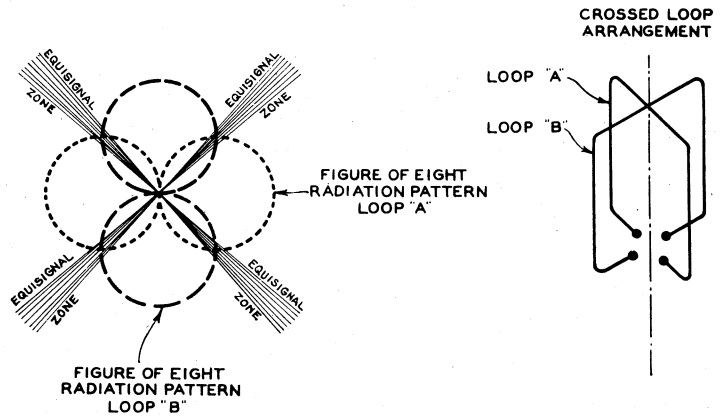 CROSSED LOOP
ARRANGEMENT
EQUISIGNAL
ZONE
EQUISIGNAL
ZONE
LOOP "A"
LOOP "B"
FIGURE OF EIGHT
RADIATION PATTERN
LOOP "A"
EQUISIGNAL
ZONE
EQUISIGNAL
ZONE
FIGURE OF EIGHT
RADIATION PATTERN
LOOP "B"